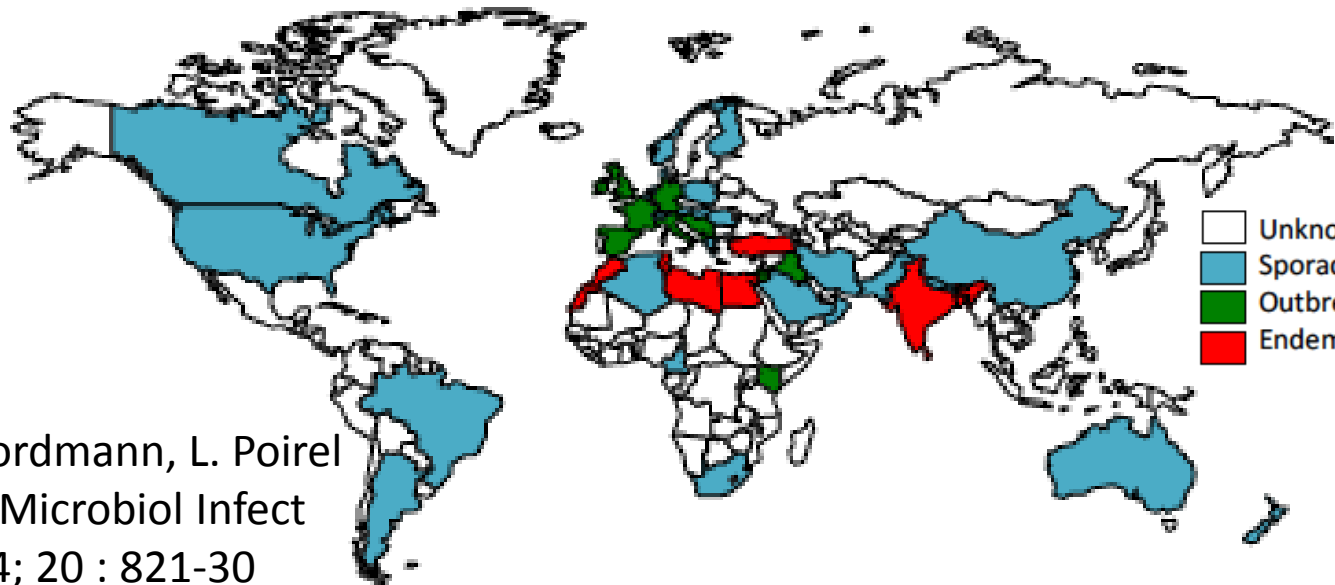 Unkno
Sporad
Outbre
Endem
ordmann, L. Poirel
Microbiol Infect
4; 20 : 821-30